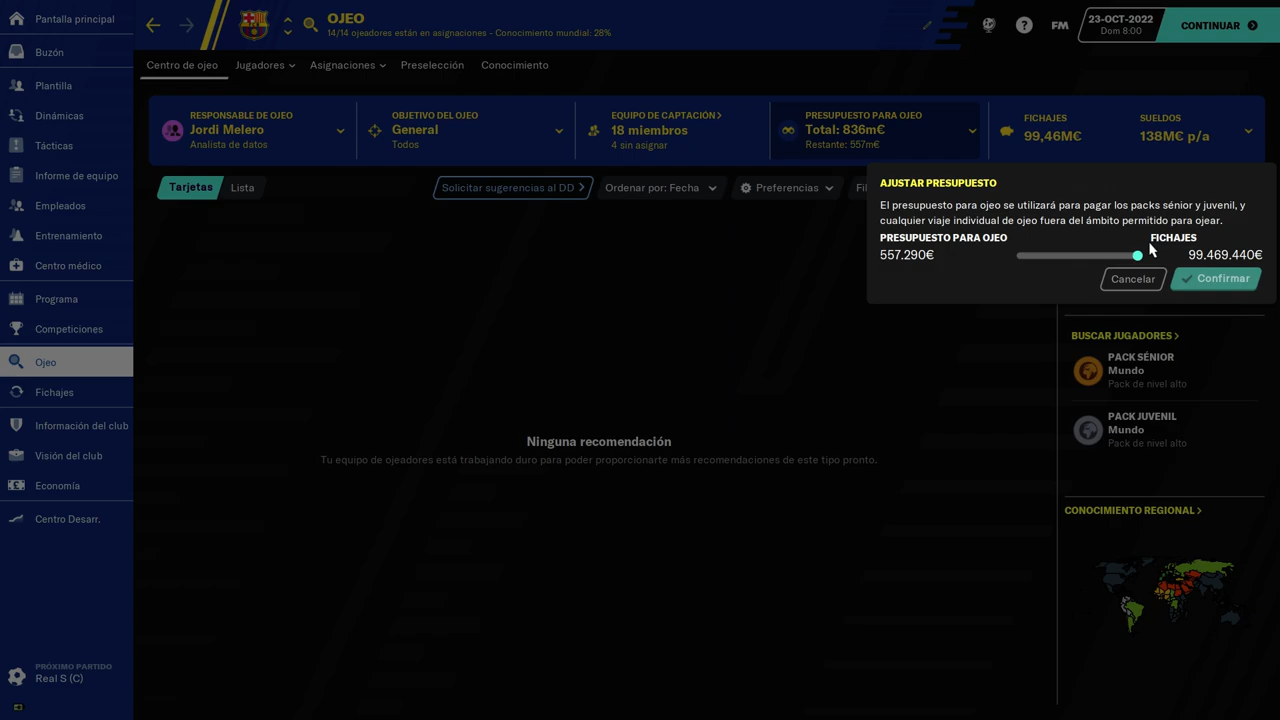 Pantalla principal
Buzón
Plantilla
Dinámicas
Tácticas
Informe de equipo
Empleados
Entrenamiento
Centro médico
Programa
Competiciones
Ojeo
Fichajes
Información del club
Visión del club
Economía
Centro Desarr.
PRÓXIMO PARTIDO
Real S (C)
OJEO
14/14 ojeadores están en asignaciones - Conocimiento mundial: 28%
FM
23-OCT-2022
Dom 8:00
CONTINUAR
Centro de ojeo
Jugadores
Asignaciones
Preselección
Conocimiento
RESPONSABLE DE OJEO
Jordi Melero
Analista de datos
OBJETIVO DEL OJEO
General
Todos
EQUIPO DE CAPTACIÓN
18 miembros
4 sin asignar
PRESUPUESTO PARA OJEO
Total: 836m€
Restante: 557m€
FICHAJES
99,46M€
SUELDOS
138M€ p/a
Tarjetas
Lista
Solicitar sugerencias al DD
Ordenar por: Fecha
Preferencias
Fil
AJUSTAR PRESUPUESTO
El presupuesto para ojeo se utilizará para pagar los packs sénior y juvenil, y
cualquier viaje individual de ojeo fuera del ámbito permitido para ojear.
PRESUPUESTO PARA OJEO
FICHAJES
557.290€
99.469.440€
Cancelar
Confirmar
Ninguna recomendación
Tu equipo de ojeadores está trabajando duro para poder proporcionarte más recomendaciones de este tipo pronto.
BUSCAR JUGADORES
PACK SÉNIOR
Mundo
Pack de nivel alto
PACK JUVENIL
Mundo
Pack de nivel alto
CONOCIMIENTO REGIONAL